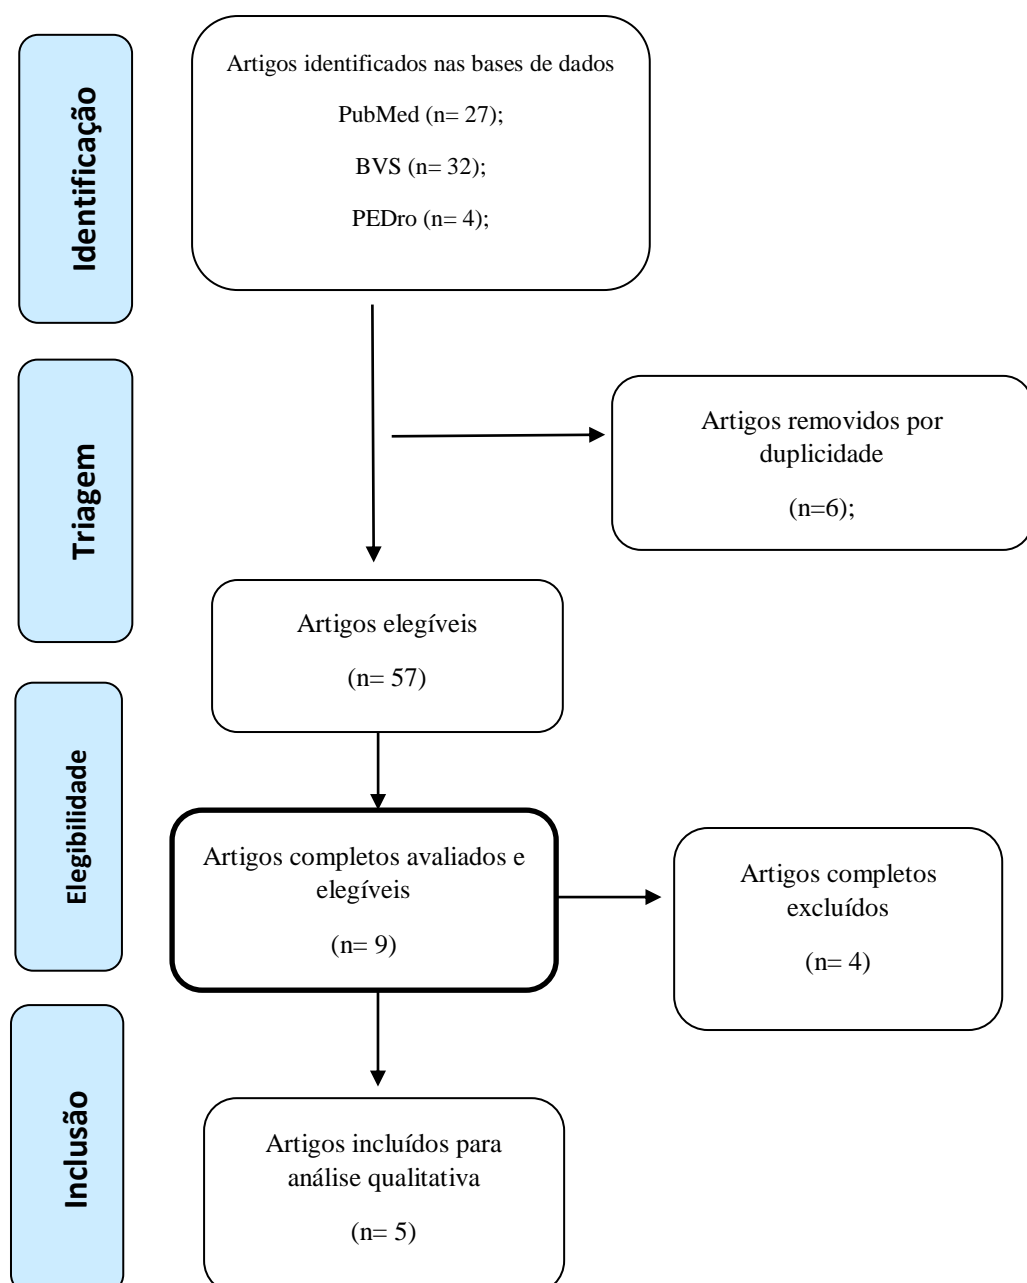 Identificação
Artigos identificados nas bases de dados
PubMed (n= 27);
BVS (n= 32);
PEDro (n= 4);
Triagem
Artigos removidos por
duplicidade
(n=6);
Artigos elegíveis
(n= 57)
Elegibilidade
Artigos completos avaliados e
elegíveis
(n= 9)
Artigos completos
excluídos
(n= 4)
Inclusão
Artigos incluídos para
análise qualitativa
(n= 5)